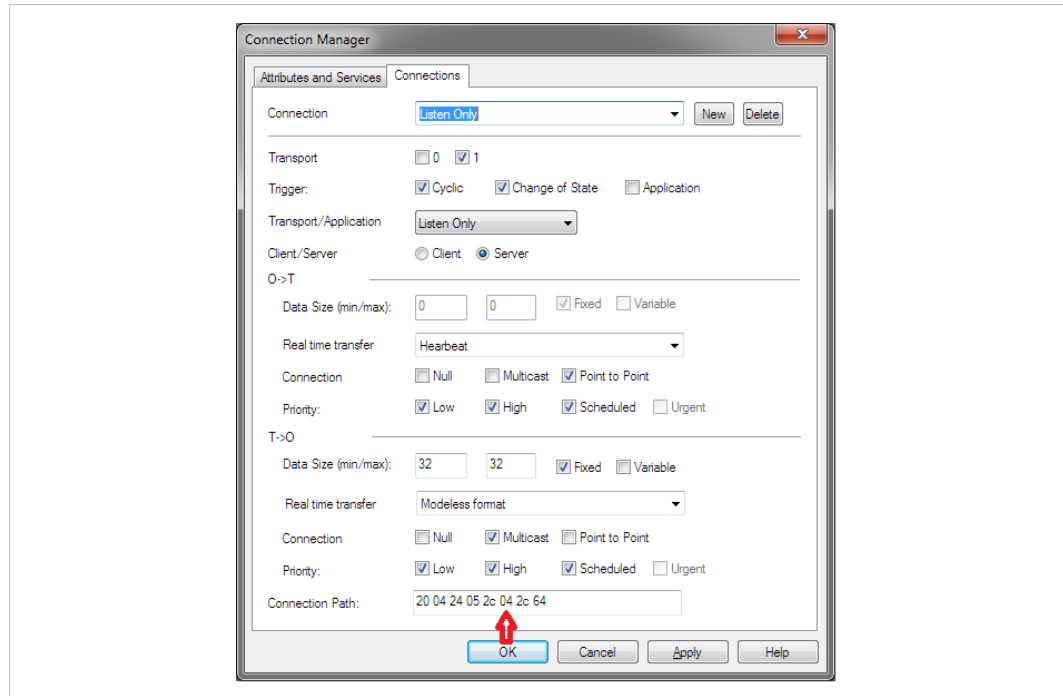 Connection Manager
Attributes and Services Connections
Connection Listen Only New Delete
Transport 0 1
Trigger: Cyclic Change of State Application
Transport/Application Listen Only
Client/Server Client Server
O->T
Data Size (min/max): 0 0 Fixed Variable
Real time transfer Hearbeat
Connection Null Multicast Point to Point
Priority: Low High Scheduled Urgent
T->O
Data Size (min/max): 32 32 Fixed Variable
Real time transfer Modeless format
Connection Null Multicast Point to Point
Priority: Low High Scheduled Urgent
Connection Path: 20 04 24 05 2c 04 2c 64
OK Cancel Apply Help